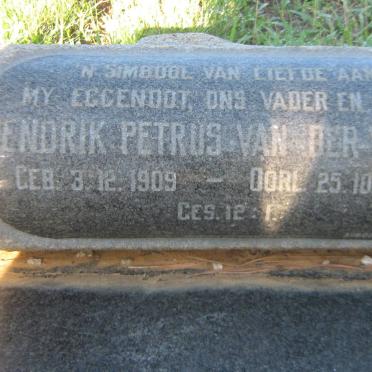 'N SIMBOOL VAN LIEFDE AAN
MY EGGENOOT, ONS VADER EN
ENDRIK PETRUS VAN DER
GEB. 3.12.1909 — OORL. 25.10
GES. 12:1